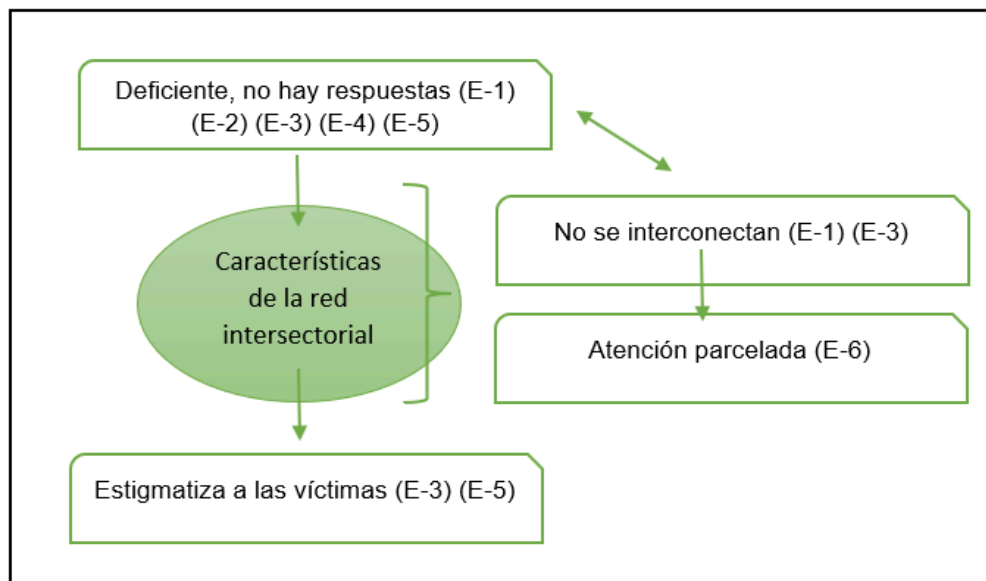 Deficiente, no hay respuestas (E-1)
(E-2) (E-3) (E-4) (E-5)
No se interconectan (E-1) (E-3)
Cararacterísticas
de la red
intersectorial
Atención parcelada (E-6)
Estigmatiza a las víctimas (E-3) (E-5)